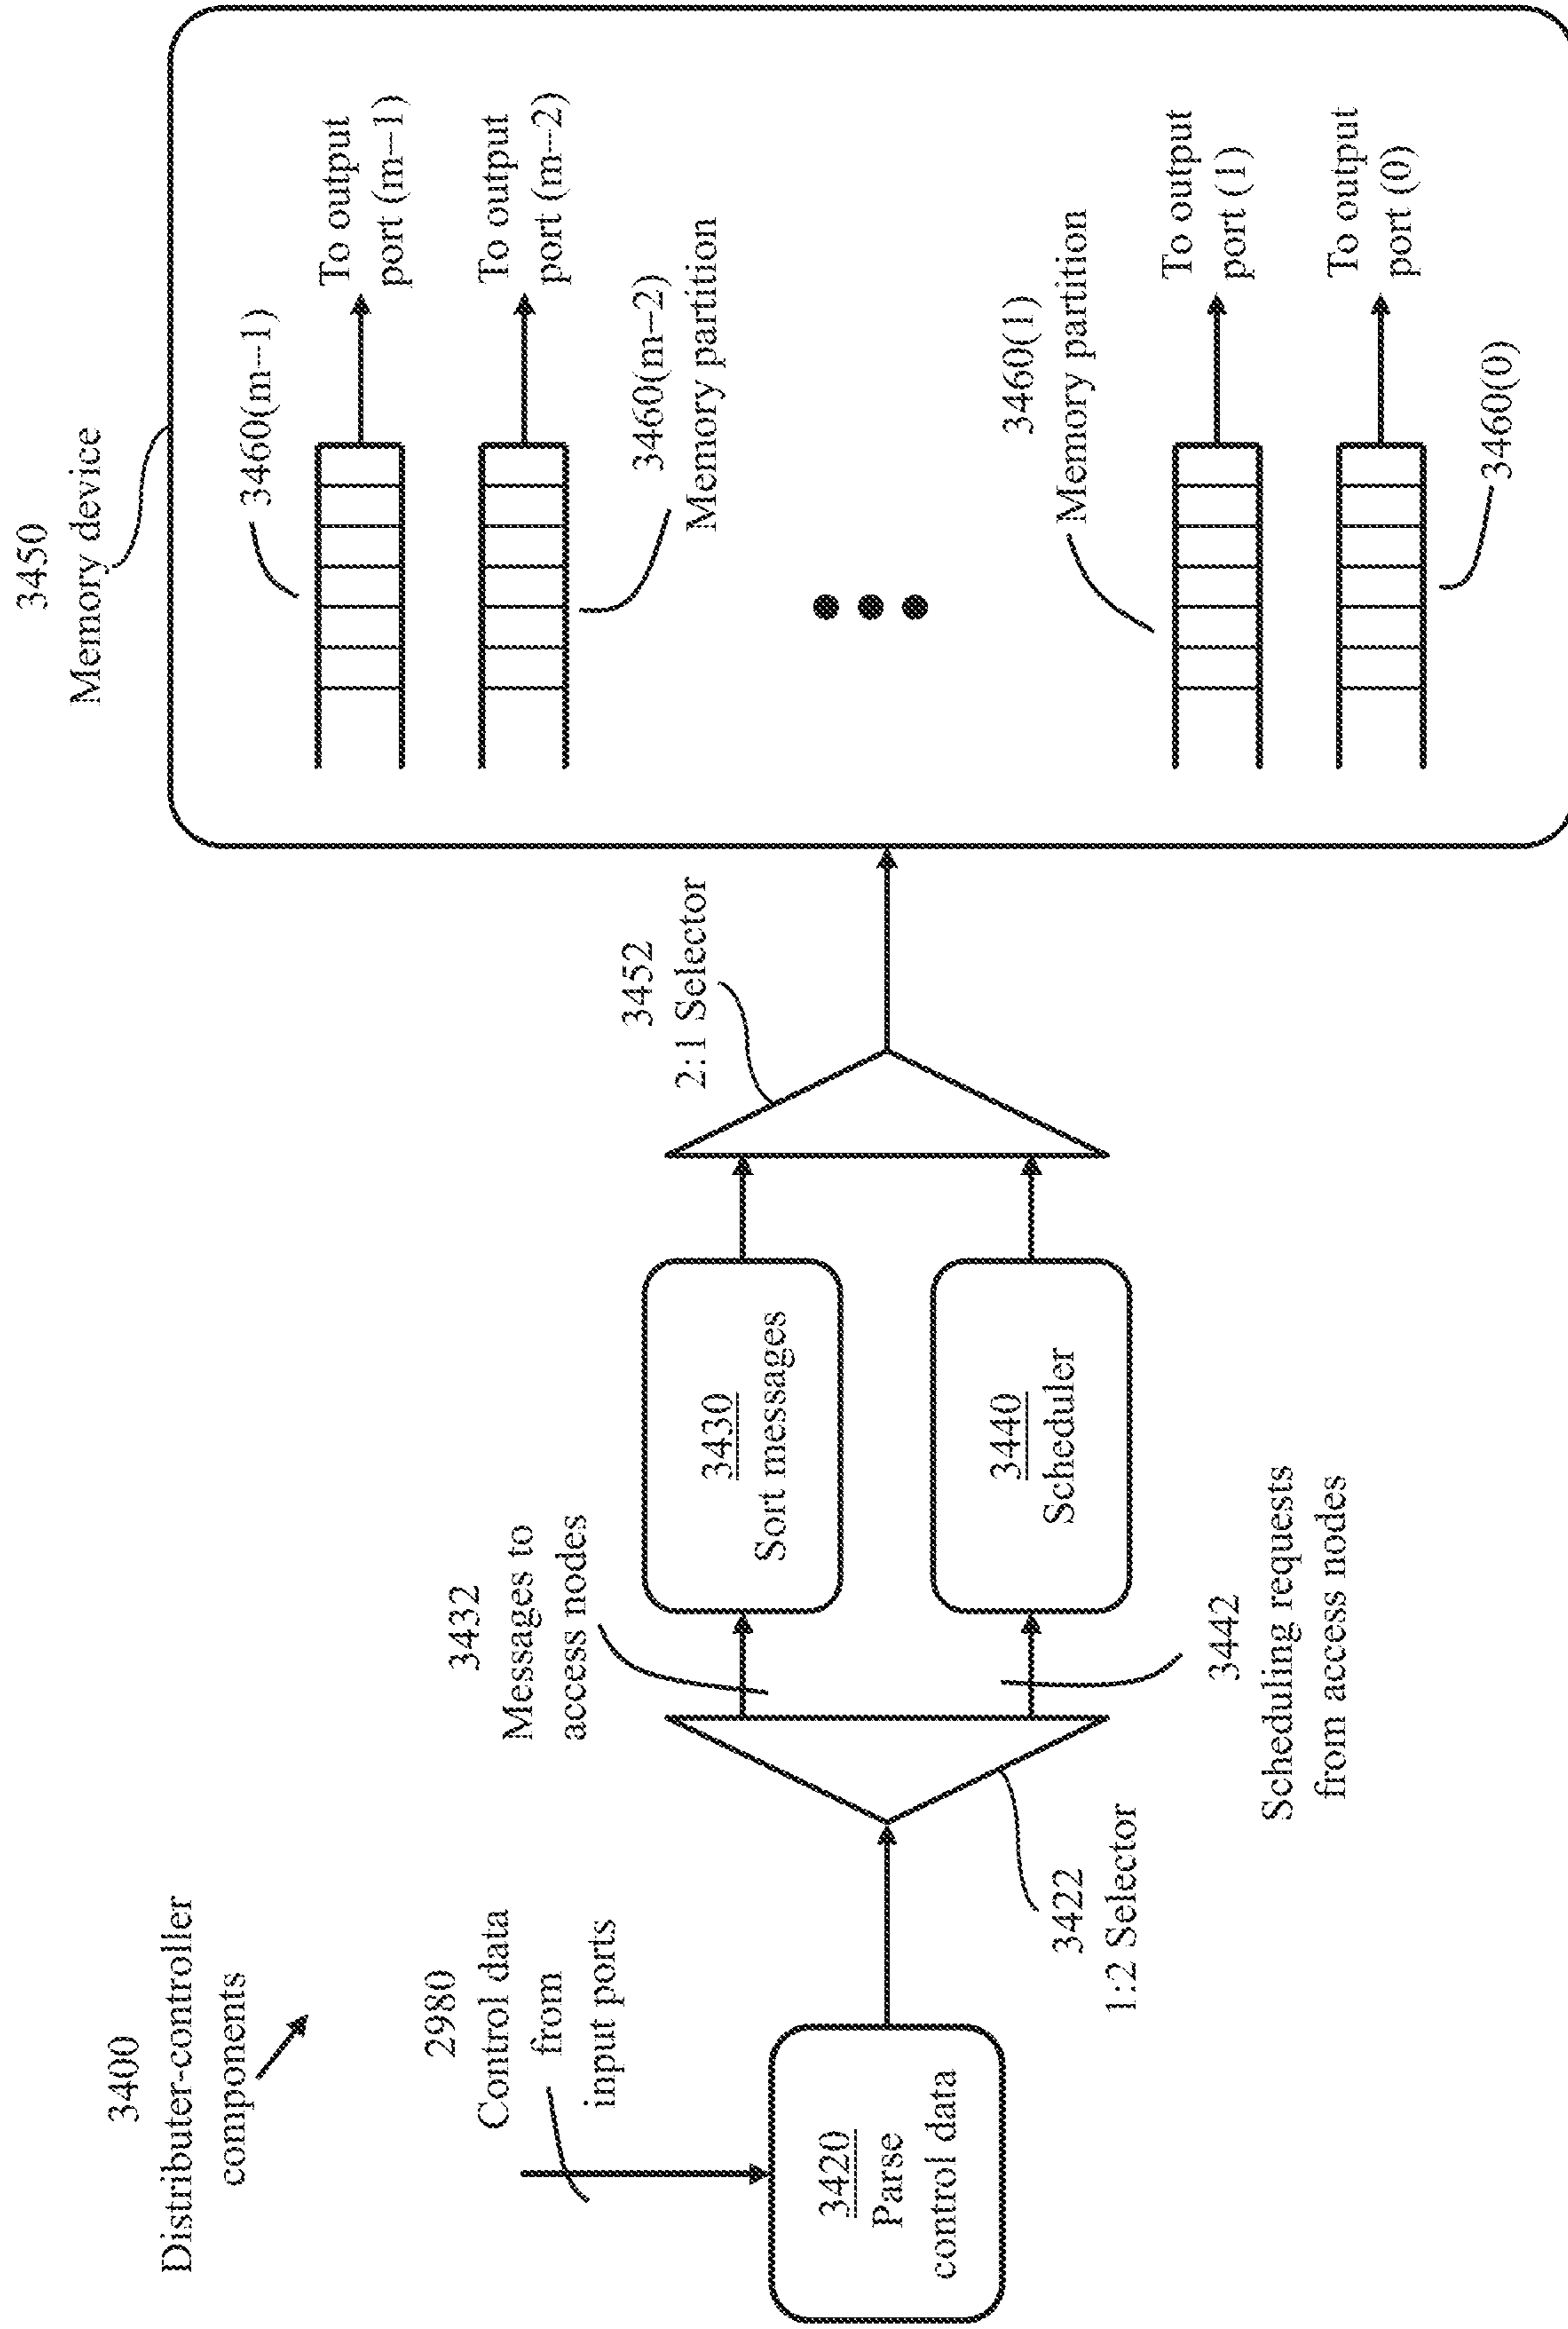 3400
Distributer-controller
components
2980
Control data
from
input ports
3420
Parse
control data
3422
1:2 Selector
3432
Messages to
access nodes
3442
Scheduling requests
from access nodes
3430
Sort messages
3440
Scheduler
3452
2:1 Selector
3450
Memory device
3460(m–1)
To output
port (m–1)
To output
port (m–2)
3460(m–2)
Memory partition
3460(1)
Memory partition
To output
port (1)
To output
port (0)
3460(0)